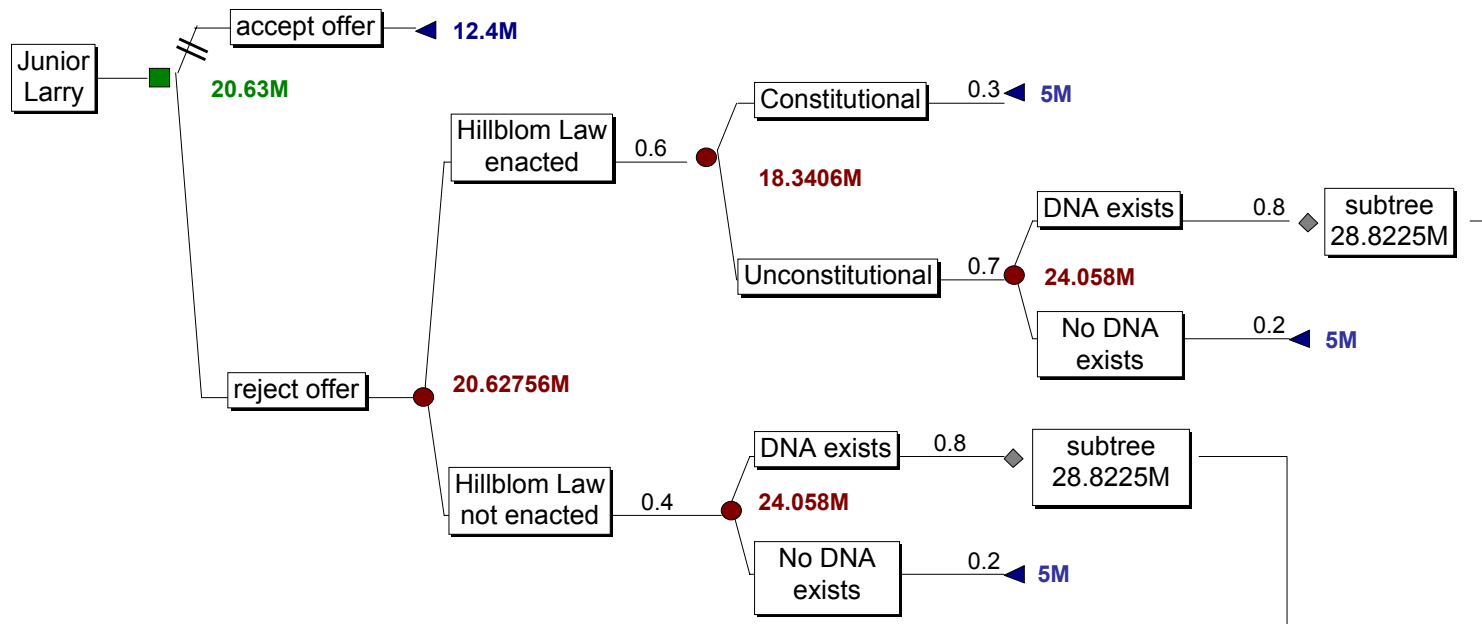 accept offer
12.4M
Junior
Larry
20.63M
Hillblom Law
enacted
0.6
Constitutional
0.3
5M
18.3406M
Unconstitutional
0.7
24.058M
DNA exists
0.8
subtree
28.8225M
No DNA
exists
0.2
5M
reject offer
20.62756M
Hillblom Law
not enacted
0.4
24.058M
DNA exists
0.8
subtree
28.8225M
No DNA
exists
0.2
5M